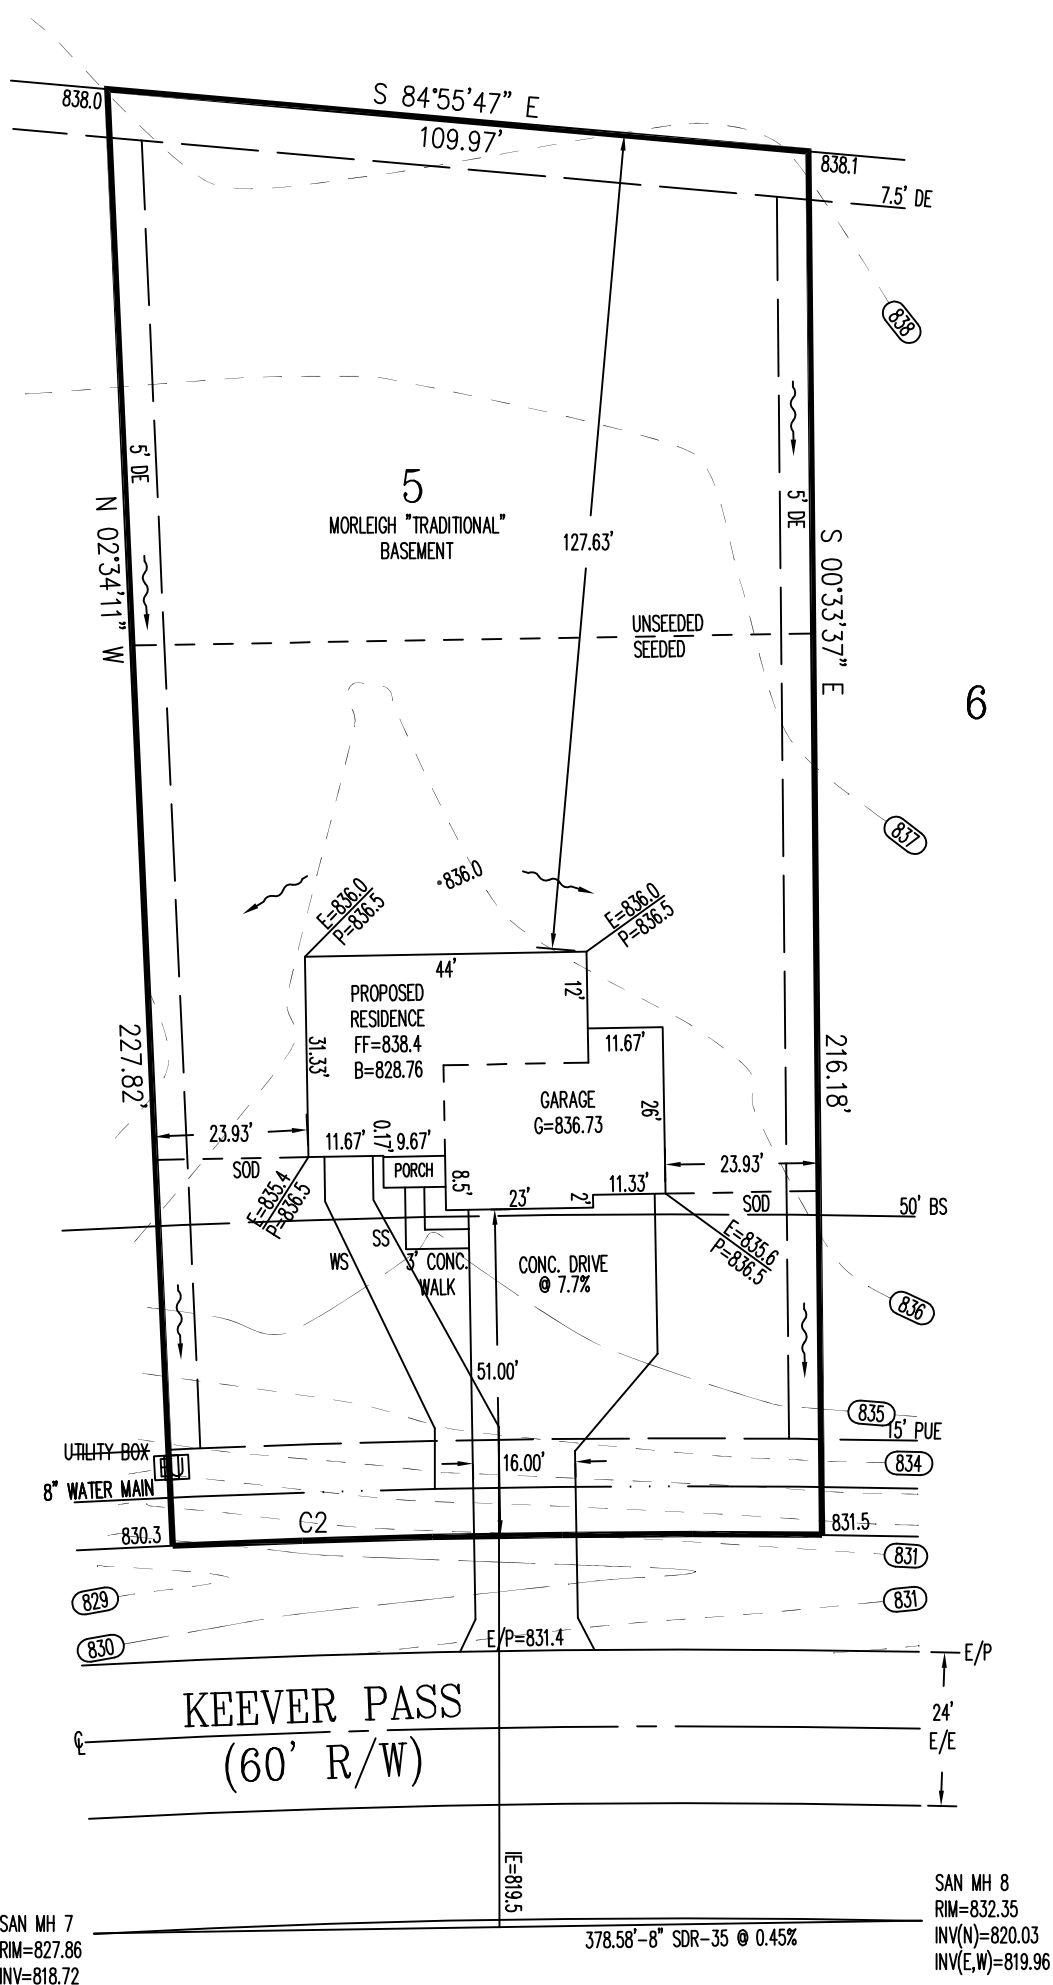 S 84°55'47" E
838.0
109.97'
838.1
7.5' DE
838
5' DE
5' DE
5
MORLEIGH "TRADITIONAL"
BASEMENT
N 02°34'11" W
S 00°33'37" E
127.63'
UNSEEDED
SEEDED
6
837
°836.0
E=836.0
P=836.5
E=836.0
P=836.5
44'
12'
PROPOSED
RESIDENCE
FF=838.4
B=828.76
31.33'
11.67'
227.82'
216.18'
GARAGE
G=836.73
26'
23.93'
11.67'
0.17'
9.67'
SOD
PORCH
8.5'
23'
2'
11.33'
23.93'
SOD
E=835.4
P=836.5
50' BS
WS
SS
3' CONC.
WALK
CONC. DRIVE
@ 7.7%
E=835.6
P=836.5
836
51.00'
835
15' PUE
UTILITY BOX
16.00'
834
8" WATER MAIN
830.3
C2
831.5
831
829
831
830
E/P=831.4
E/P
KEEVER PASS
(60' R/W)
24'
E/E
IE=819.5
SAN MH 7
RIM=827.86
INV=818.72
378.58'-8" SDR-35 @ 0.45%
SAN MH 8
RIM=832.35
INV(N)=820.03
INV(E,W)=819.96